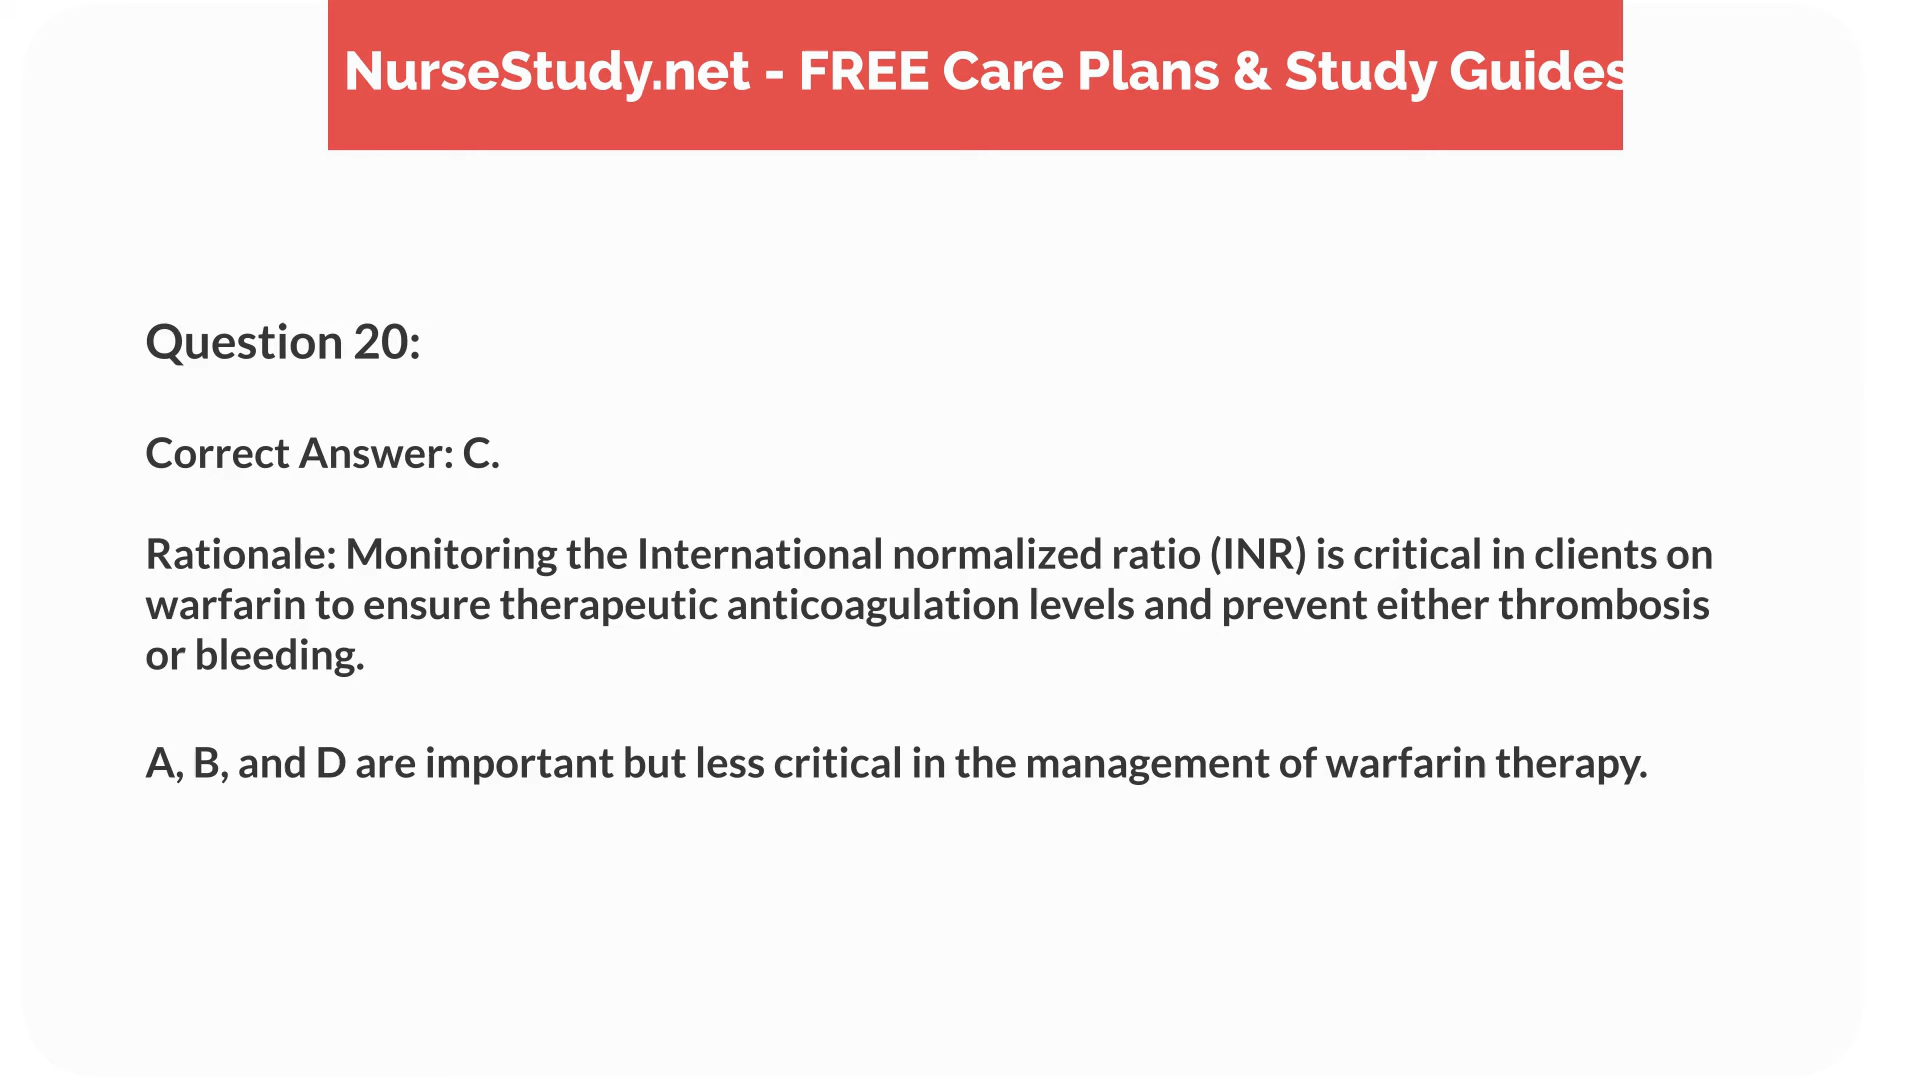 NurseStudy.net - FREE Care Plans & Study Guides
Question 20:
Correct Answer: C.
Rationale: Monitoring the International normalized ratio (INR) is critical in clients on
warfarin to ensure therapeutic anticoagulation levels and prevent either thrombosis
or bleeding.
A, B, and D are important but less critical in the management of warfarin therapy.